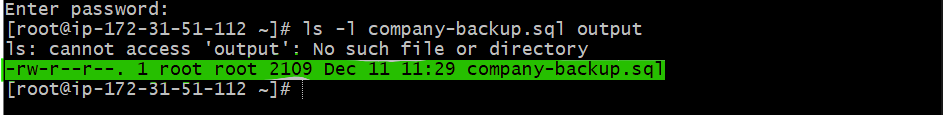 Enter password:
[root@ip-172-31-51-112 ~]# ls -l company-backup.sql output
ls: cannot access 'output': No such file or directory
-rw-r--r--. 1 root root 2109 Dec 11 11:29 company-backup.sql
[root@ip-172-31-51-112 ~]#